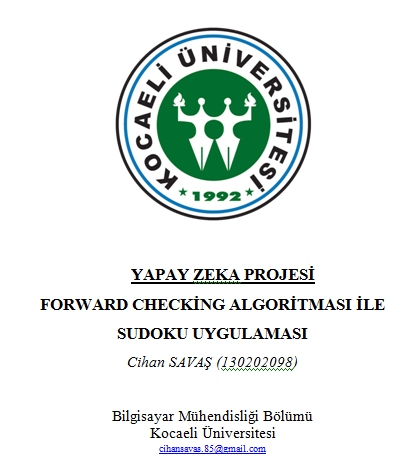 KOCAELİ ÜNİVERSİTESİ
★ 1992 ★
YAPAY ZEKA PROJESİ
FORWARD CHECKİNG ALGORİTMASI İLE
SUDOKU UYGULAMASI
Cihan SAVAŞ (130202098)
Bilgisayar Mühendisliği Bölümü
Kocaeli Üniversitesi
cihansavas.85@gmail.com